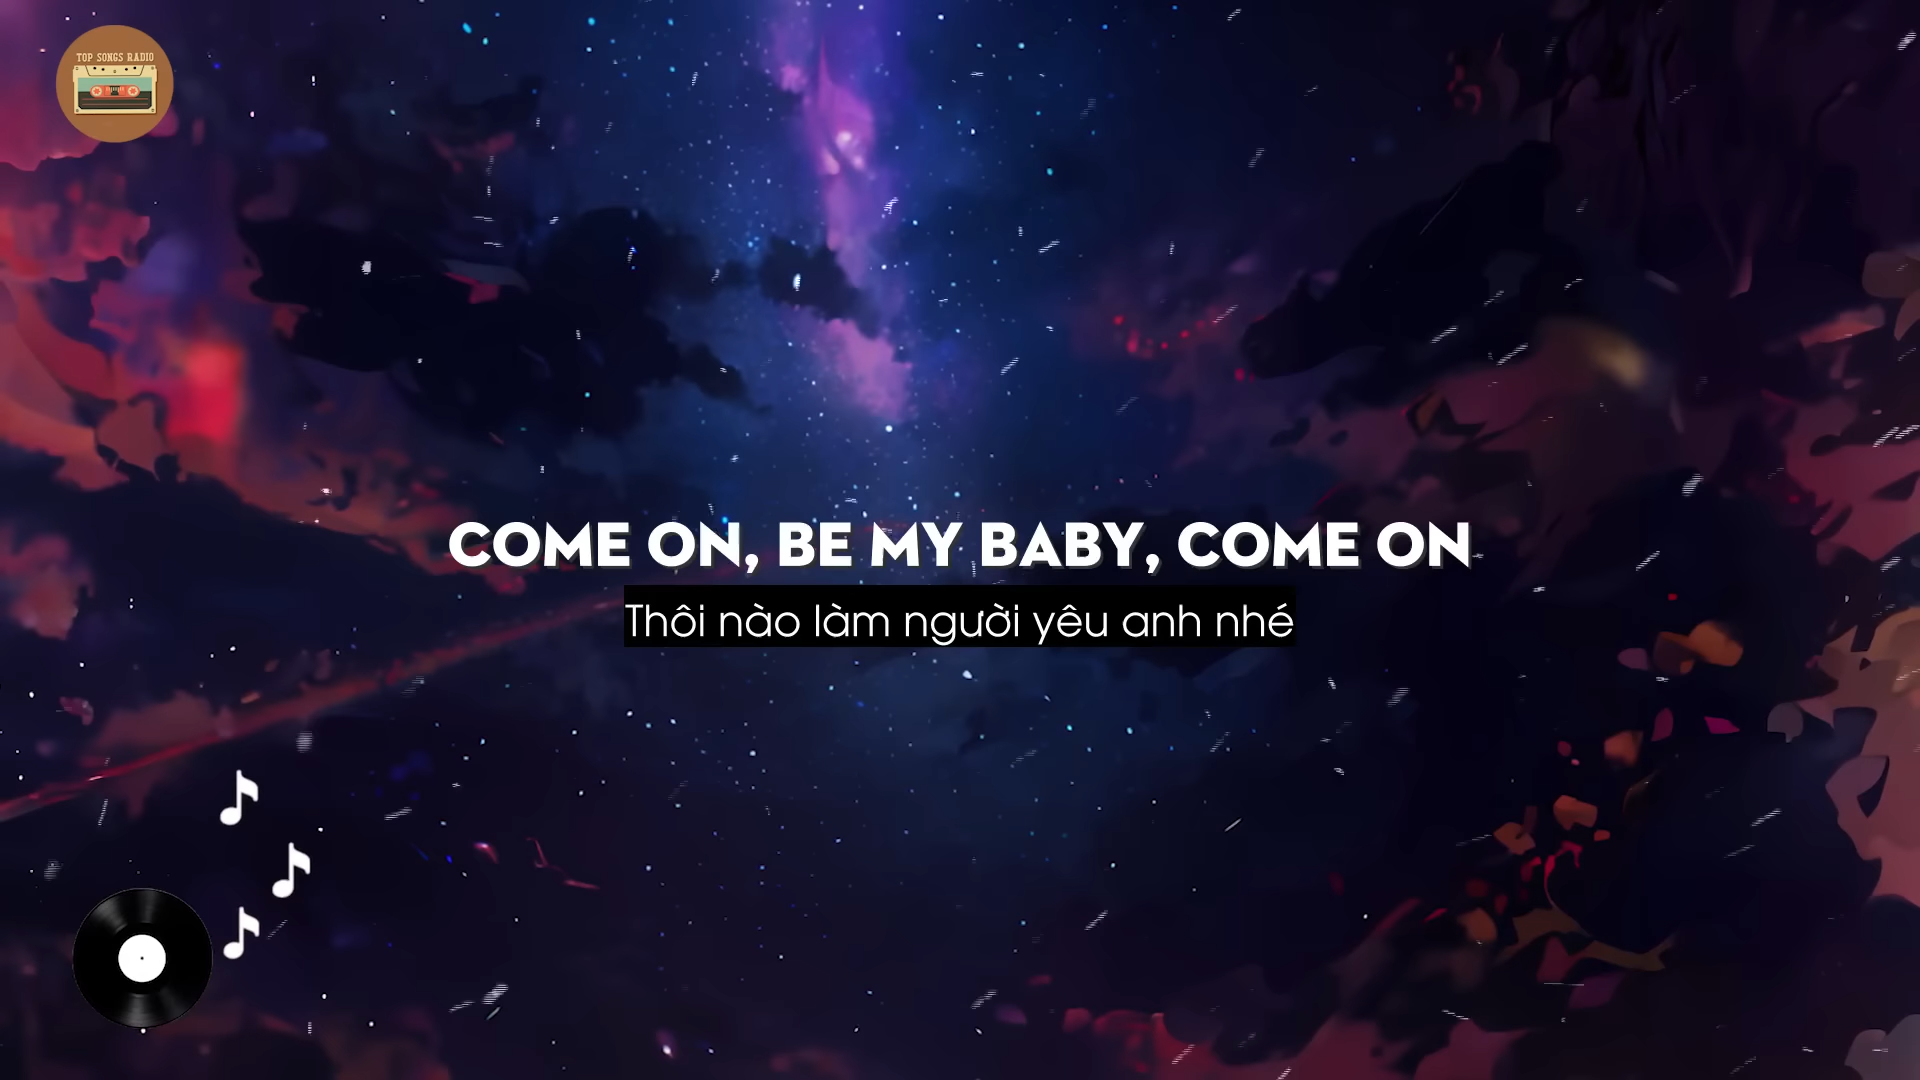 TOP SONGS RADIO
COME ON, BE MY BABY, COME ON
Thôi nào làm người yêu anh nhé